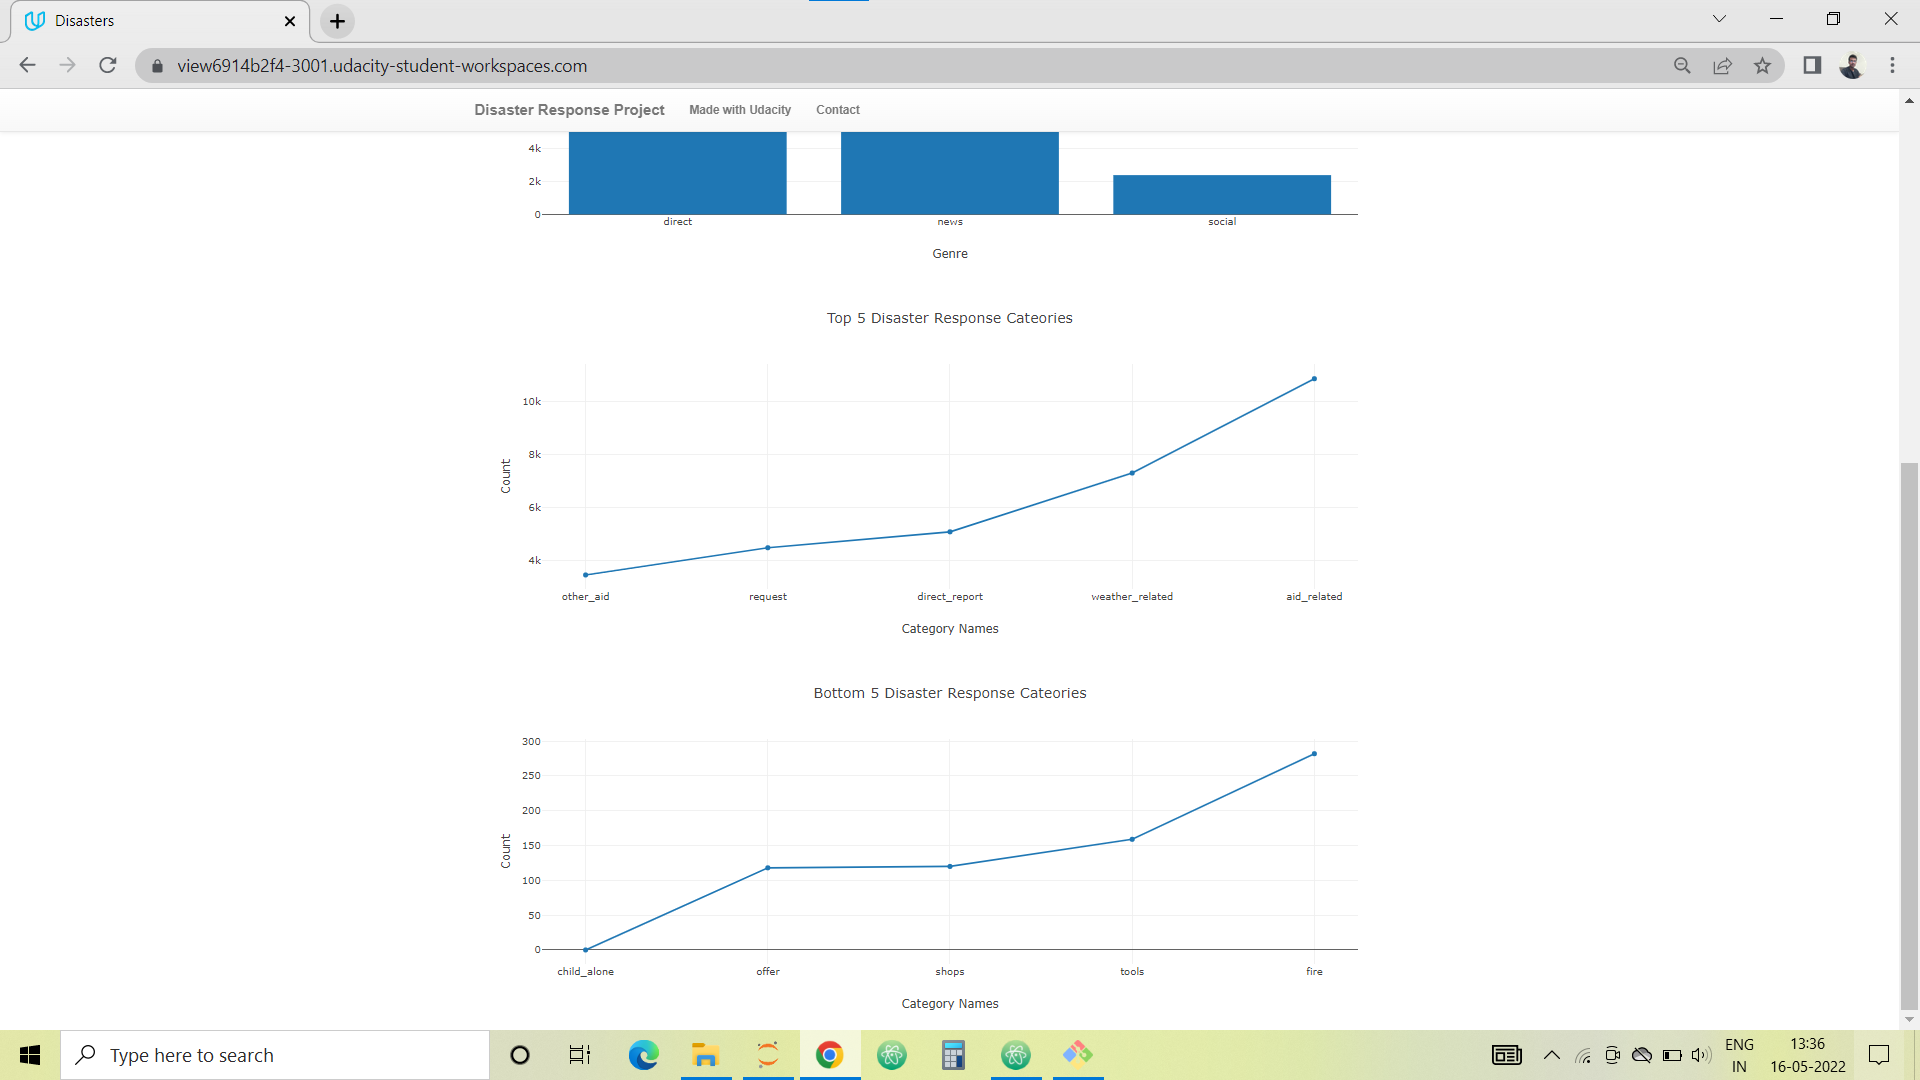 Disasters
view6914b2f4-3001.udacity-student-workspaces.com
Disaster Response Project Made with Udacity Contact
4k
2k
0
direct news social
Genre
Top 5 Disaster Response Cateories
10k
8k
6k
4k
Count
other_aid request direct_report weather_related aid_related
Category Names
Bottom 5 Disaster Response Cateories
300
250
200
150
100
50
0
Count
child_alone offer shops tools fire
Category Names
Type here to search
ENG 13:36
IN 16-05-2022